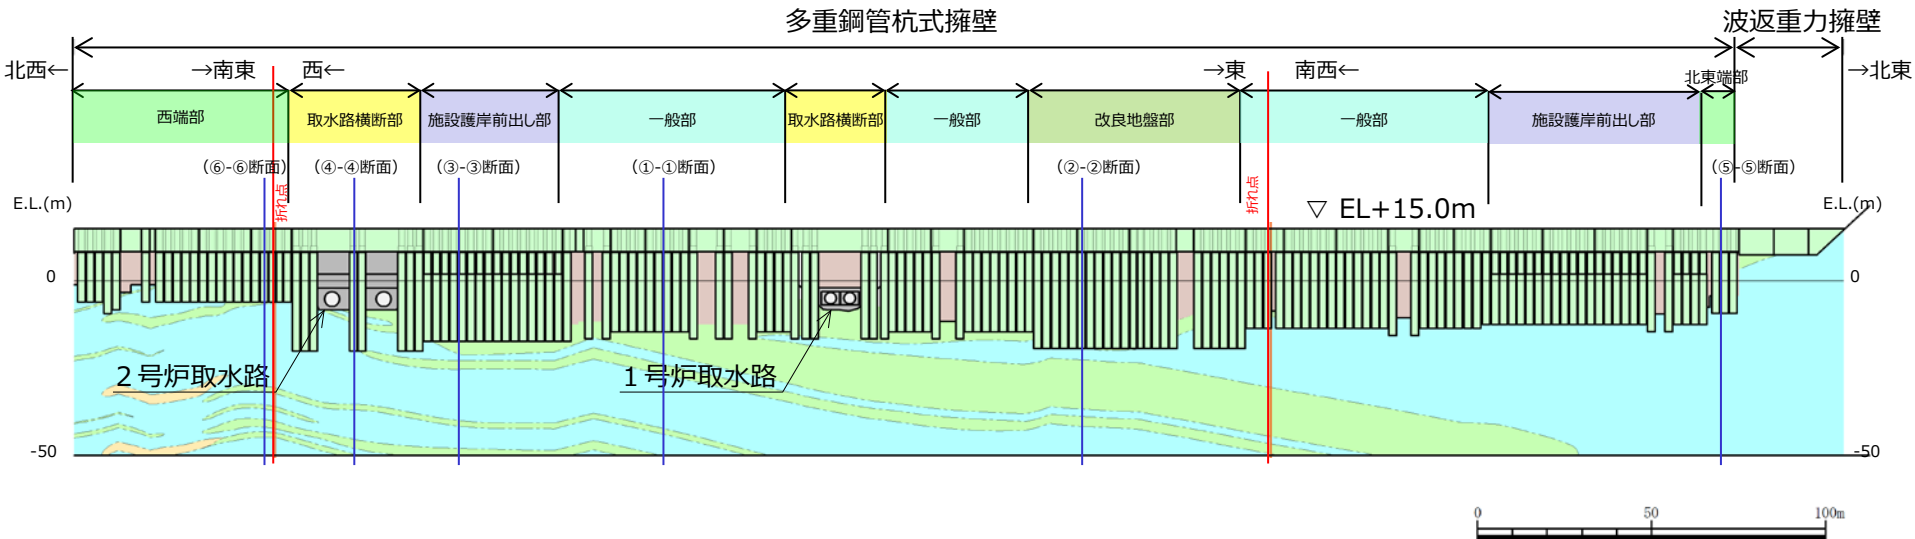 多重鋼管杭式擁壁
波返重力擁壁
北西← →南東 西← →東 南西← →北東
北東端部
西端部 取水路横断部 施設護岸前出し部 一般部 取水路横断部 一般部 改良地盤部 一般部 施設護岸前出し部
(⑥-⑥断面) (④-④断面) (③-③断面) (①-①断面) (②-②断面) (⑤-⑤断面)
折れ点 折れ点
E.L.(m) ▽ EL+15.0m E.L.(m)
0 0
2号炉取水路 1号炉取水路
-50 -50
0 50 100m